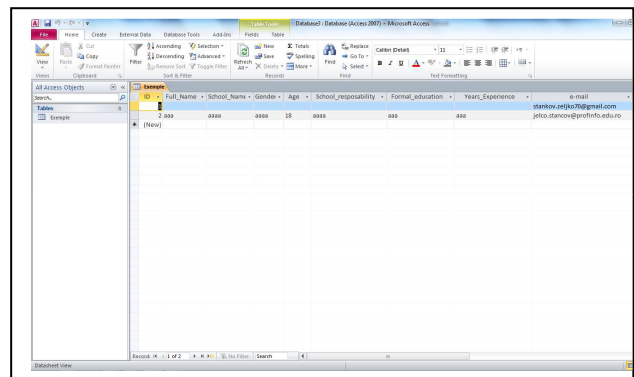 Table Tools Database3 : Database (Access 2007) - Microsoft Access
File Home Create External Data Database Tools Add-Ins Fields Table
View Paste Cut Copy Format Painter
Filter Ascending Descending Remove Sort Selection Advanced Toggle Filter
Refresh All New Save Delete Totals Spelling More
Find Replace Go To Select
Calibri (Detail) 11
B I U A
Views Clipboard Sort & Filter Records Find Text Formatting
All Access Objects
Search..
Tables
Exemple
Exemple
ID Full_Name School_Name Gender Age School_resposability Formal_education Years_Experience e-mail
stankov.zeljko70@gmail.com
2 aaa aaaa aaaa 18 aaaa aaa aaa jelco.stancov@profinfo.edu.ro
(New)
Record: 1 of 2 No Filter Search
Datasheet View